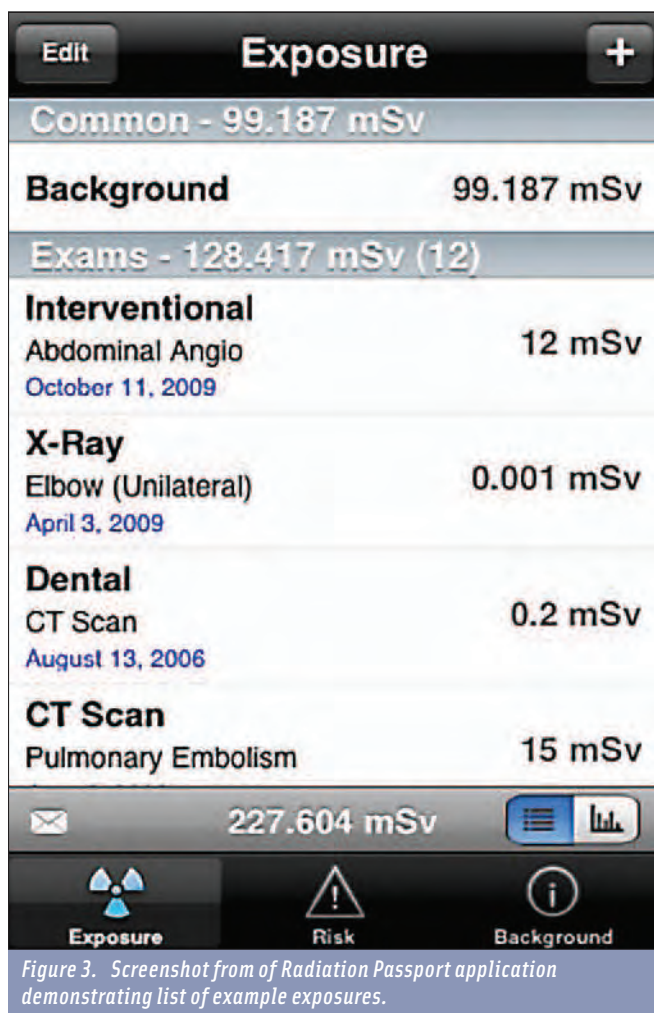 Edit Exposure +
Common - 99.187 mSv
Background 99.187 mSv
Exams - 128.417 mSv (12)
Interventional
Abdominal Angio 12 mSv
October 11, 2009
X-Ray
Elbow (Unilateral) 0.001 mSv
April 3, 2009
Dental
CT Scan 0.2 mSv
August 13, 2006
CT Scan
Pulmonary Embolism 15 mSv
227.604 mSv
Exposure Risk Background
Figure 3. Screenshot from of Radiation Passport application
demonstrating list of example exposures.